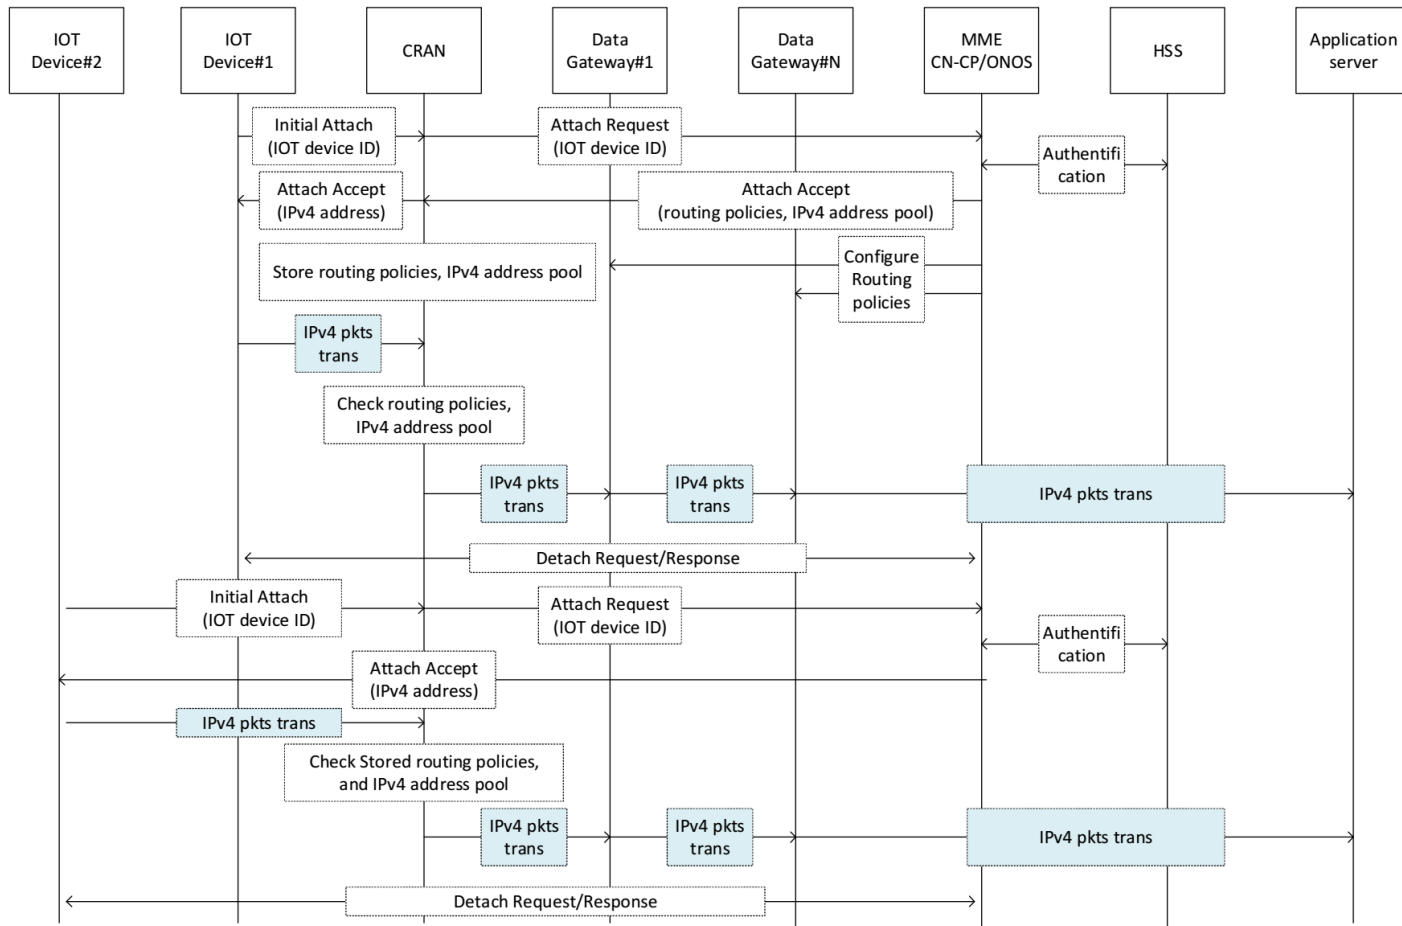 IOT
Device#2
IOT
Device#1
CRAN
Data
Gateway#1
Data
Gateway#N
MME
CN-CP/ONOS
HSS
Application
server
Initial Attach
(IOT device ID)
Attach Request
(IOT device ID)
Authentifi
cation
Attach Accept
(IPv4 address)
Attach Accept
(routing policies, IPv4 address pool)
Store routing policies, IPv4 address pool
Configure
Routing
policies
IPv4 pkts
trans
Check routing policies,
IPv4 address pool
IPv4 pkts
trans
IPv4 pkts
trans
IPv4 pkts trans
Detach Request/Response
Initial Attach
(IOT device ID)
Attach Request
(IOT device ID)
Authentifi
cation
Attach Accept
(IPv4 address)
IPv4 pkts trans
Check Stored routing policies,
and IPv4 address pool
IPv4 pkts
trans
IPv4 pkts
trans
IPv4 pkts trans
Detach Request/Response